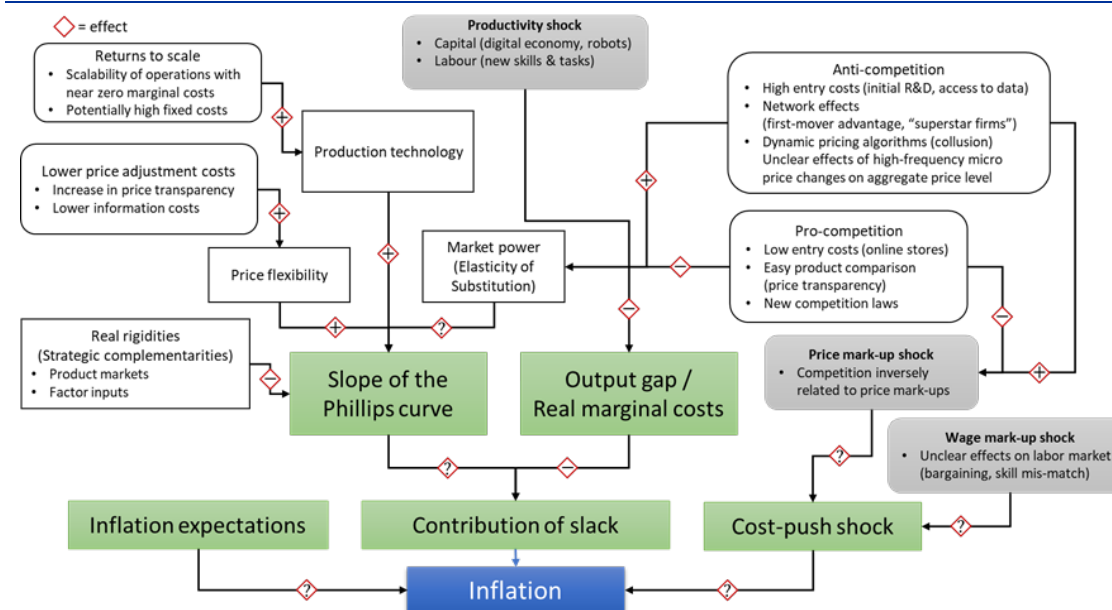 = effect
Returns to scale
• Scalability of operations with
near zero marginal costs
• Potentially high fixed costs
Productivity shock
• Capital (digital economy, robots)
• Labour (new skills & tasks)
Anti-competition
• High entry costs (initial R&D, access to data)
• Network effects
(first-mover advantage, “superstar firms”)
• Dynamic pricing algorithms (collusion)
Unclear effects of high-frequency micro
price changes on aggregate price level
+
Production technology
Lower price adjustment costs
• Increase in price transparency
• Lower information costs
+
+
+
Price flexibility
+
Market power
(Elasticity of
Substitution)
−
Pro-competition
• Low entry costs (online stores)
• Easy product comparison
(price transparency)
• New competition laws
−
−
+
?
Real rigidities
(Strategic complementarities)
• Product markets
• Factor inputs
−
Slope of the
Phillips curve
Output gap /
Real marginal costs
Price mark-up shock
• Competition inversely
related to price mark-ups
+
Wage mark-up shock
• Unclear effects on labor market
(bargaining, skill mis-match)
?
−
?
Inflation expectations
Contribution of slack
Cost-push shock
?
?
Inflation
?